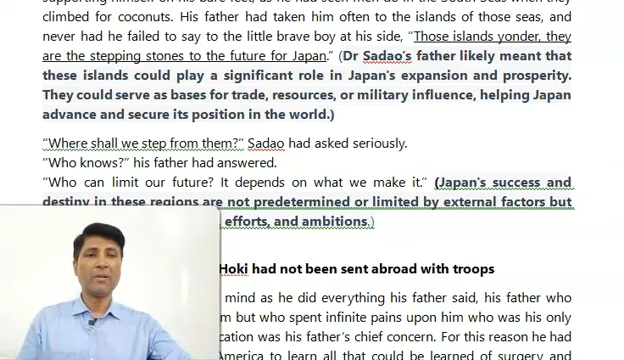 supporting himself on his bare feet, as he had seen men do in the South Seas when they
climbed for coconuts. His father had taken him often to the islands of those seas, and
never had he failed to say to the little brave boy at his side, “Those islands yonder, they
are the stepping stones to the future for Japan.” (Dr Sadao’s father likely meant that
these islands could play a significant role in Japan's expansion and prosperity.
They could serve as bases for trade, resources, or military influence, helping Japan
advance and secure its position in the world.)
“Where shall we step from them?” Sadao had asked seriously.
“Who knows?” his father had answered.
“Who can limit our future? It depends on what we make it.” (Japan's success and
destiny in these regions are not predetermined or limited by external factors but
efforts, and ambitions.)
Hoki had not been sent abroad with troops
mind as he did everything his father said, his father who
m but who spent infinite pains upon him who was his only
cation was his father’s chief concern. For this reason he had
America to learn all that could be learned of surgery and